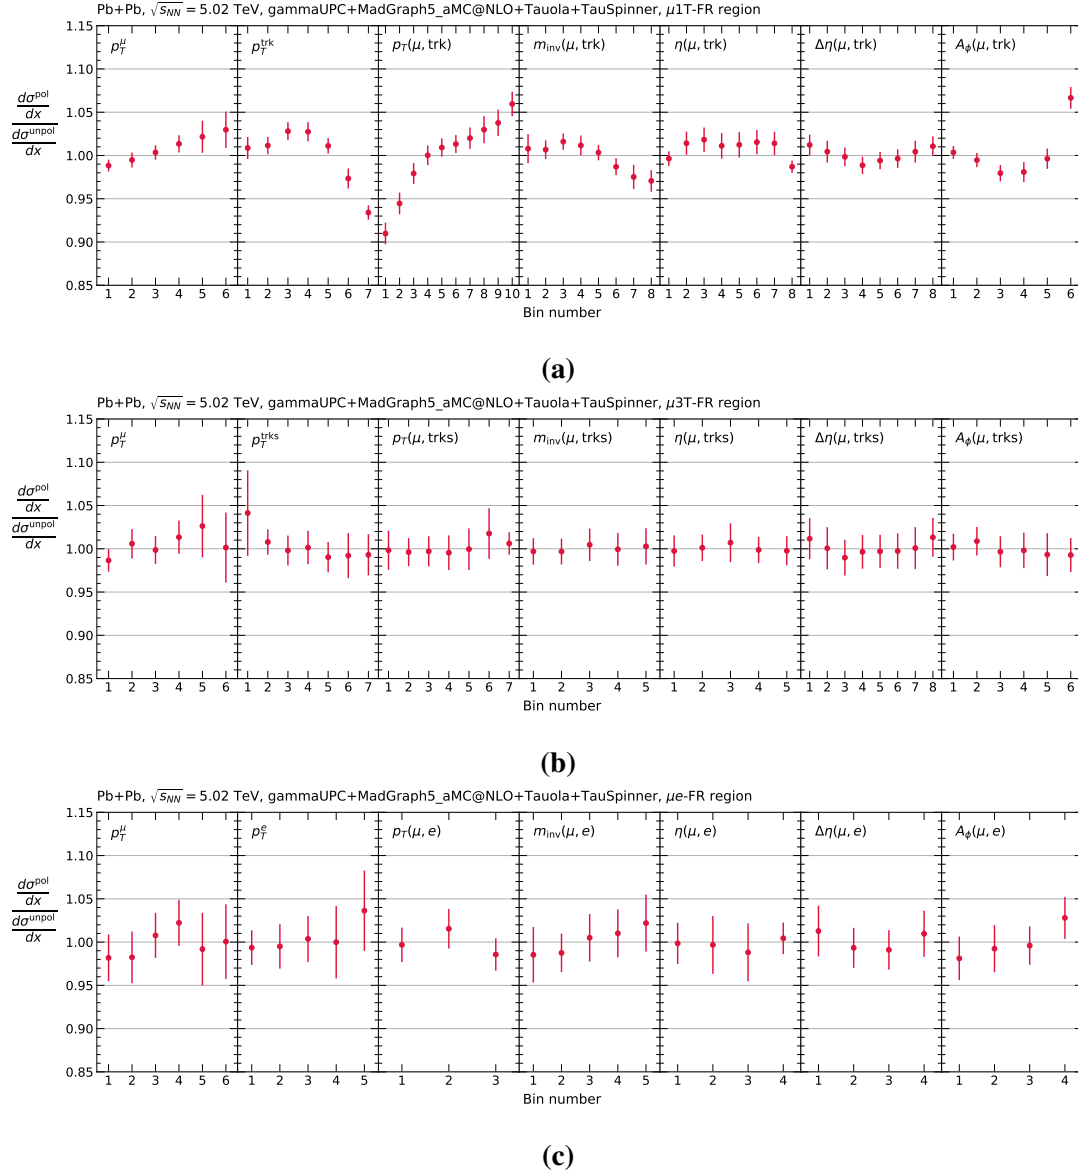 Pb+Pb, √s_NN = 5.02 TeV, gammaUPC+MadGraph5_aMC@NLO+Tauola+TauSpinner, μ1T-FR region
p_T^μ p_T^trk p_T(μ, trk) m_inv(μ, trk) η(μ, trk) Δη(μ, trk) A_ϕ(μ, trk)
1.15
1.10
1.05
1.00
0.95
0.90
0.85
dσ^pol
dx
dσ^unpol
dx
1 2 3 4 5 6 1 2 3 4 5 6 7 1 2 3 4 5 6 7 8 9 10 1 2 3 4 5 6 7 8 1 2 3 4 5 6 7 8 1 2 3 4 5 6 7 8 1 2 3 4 5 6
Bin number
(a)
Pb+Pb, √s_NN = 5.02 TeV, gammaUPC+MadGraph5_aMC@NLO+Tauola+TauSpinner, μ3T-FR region
p_T^μ p_T^trks p_T(μ, trks) m_inv(μ, trks) η(μ, trks) Δη(μ, trks) A_ϕ(μ, trks)
1.15
1.10
1.05
1.00
0.95
0.90
0.85
dσ^pol
dx
dσ^unpol
dx
1 2 3 4 5 6 1 2 3 4 5 6 7 1 2 3 4 5 6 7 1 2 3 4 5 1 2 3 4 5 1 2 3 4 5 6 7 8 1 2 3 4 5 6
Bin number
(b)
Pb+Pb, √s_NN = 5.02 TeV, gammaUPC+MadGraph5_aMC@NLO+Tauola+TauSpinner, μe-FR region
p_T^μ p_T^e p_T(μ, e) m_inv(μ, e) η(μ, e) Δη(μ, e) A_ϕ(μ, e)
1.15
1.10
1.05
1.00
0.95
0.90
0.85
dσ^pol
dx
dσ^unpol
dx
1 2 3 4 5 6 1 2 3 4 5 1 2 3 1 2 3 4 5 1 2 3 4 1 2 3 4 1 2 3 4
Bin number
(c)